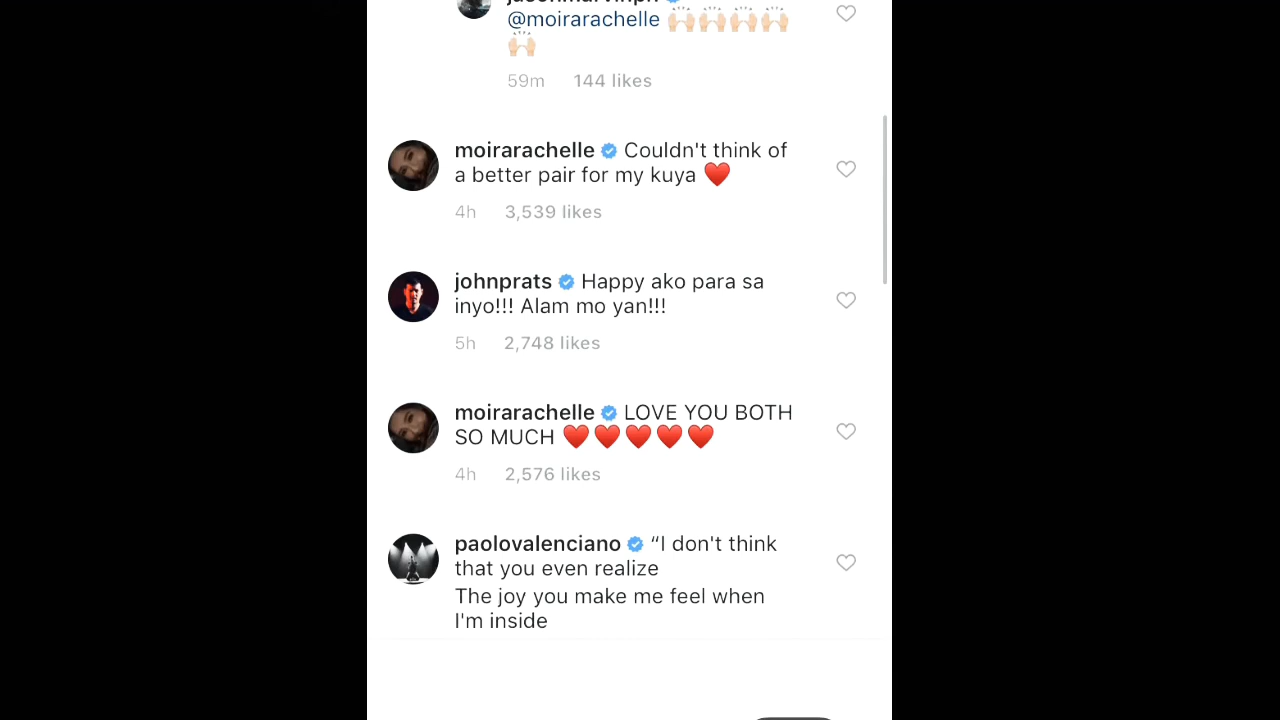 @moirarachelle 🙌🏻🙌🏻🙌🏻🙌🏻
🙌🏻
59m 144 likes
moirarachelle Couldn't think of
a better pair for my kuya ❤️
4h 3,539 likes
johnprats Happy ako para sa
inyo!!! Alam mo yan!!!
5h 2,748 likes
moirarachelle LOVE YOU BOTH
SO MUCH ❤️❤️❤️❤️❤️
4h 2,576 likes
paolovalenciano “I don't think
that you even realize
The joy you make me feel when
I'm inside